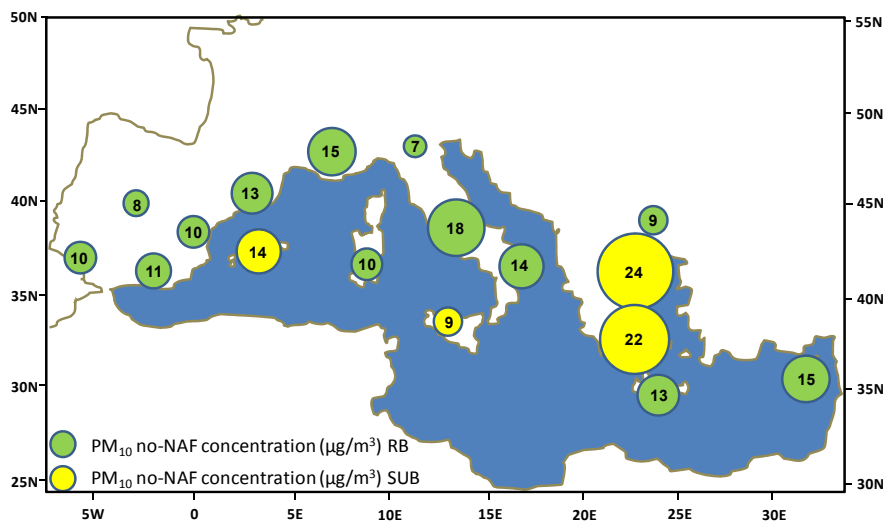 50N 55N
45N 50N
15 7
13
40N 8 45N
10 18 9
10 14 10 14 24
11
35N 9 22 40N
30N 13 15 35N
PM10 no-NAF concentration (µg/m³) RB
PM10 no-NAF concentration (µg/m³) SUB
25N 30N
5W 0 5E 10E 15E 20E 25E 30E